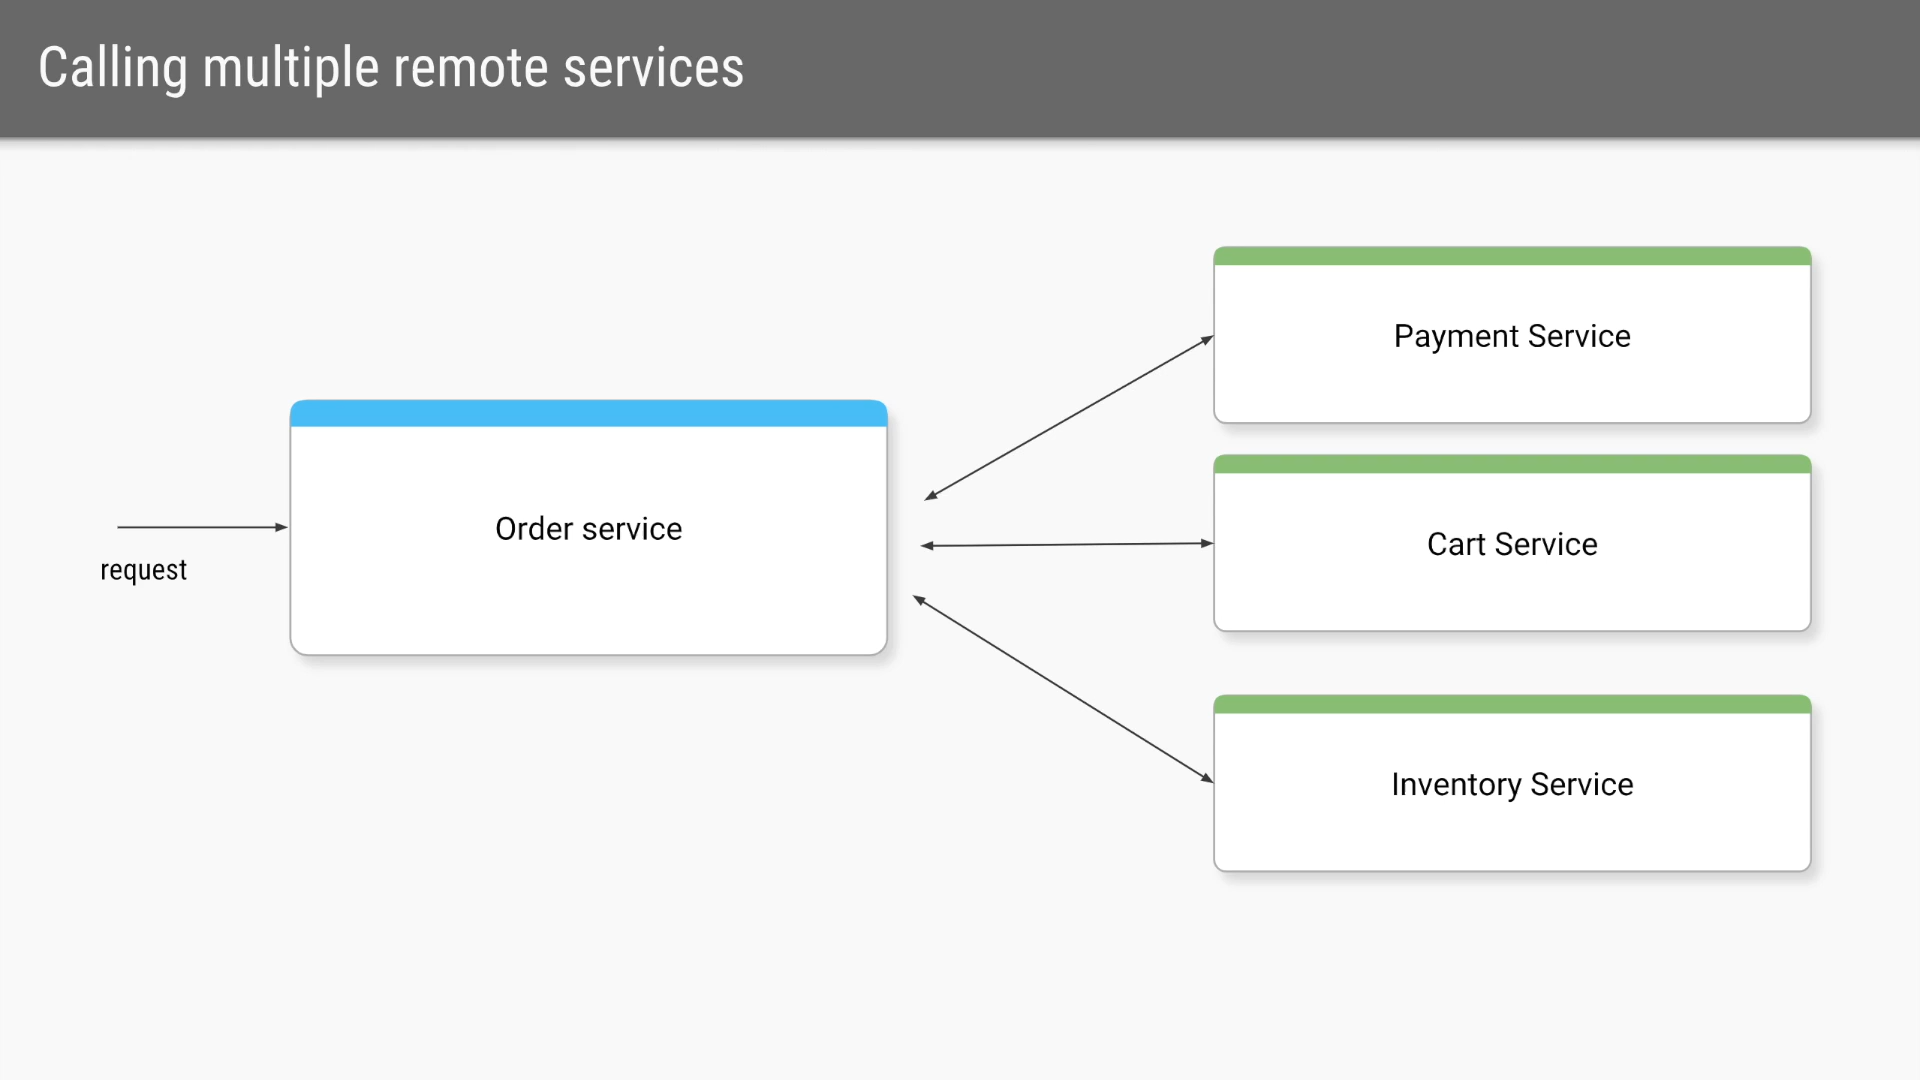 Calling multiple remote services
Payment Service
Order service
Cart Service
request
Inventory Service